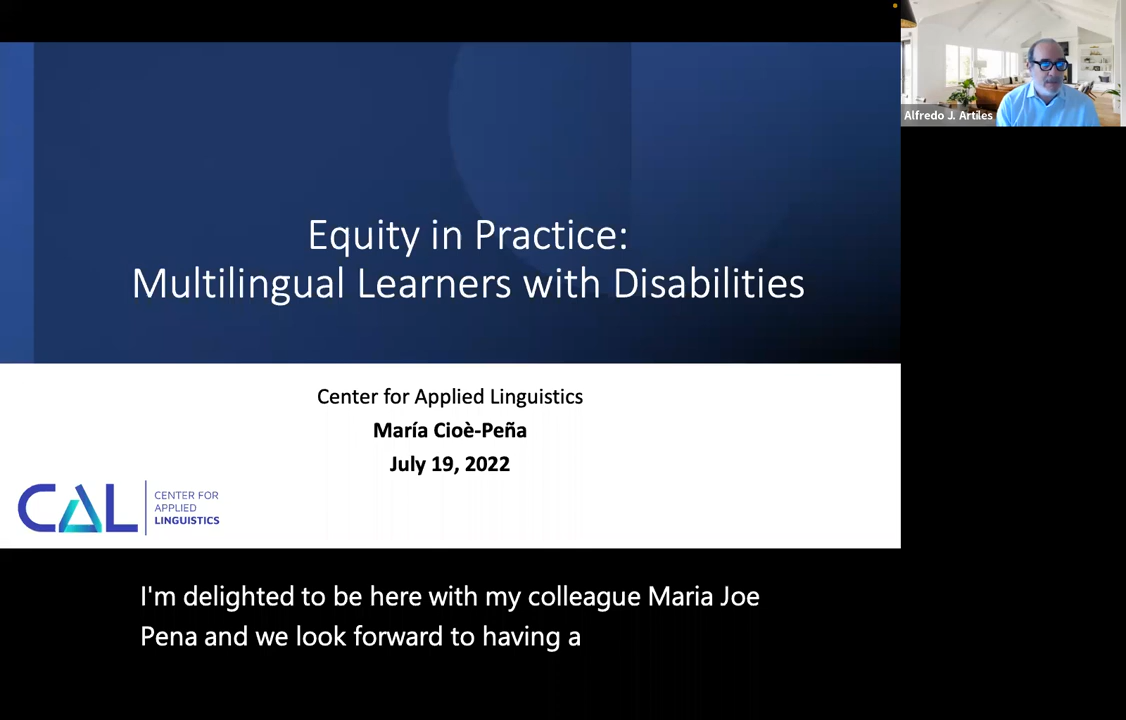 Alfredo J. Artiles
Equity in Practice:
Multilingual Learners with Disabilities
Center for Applied Linguistics
María Cioè-Peña
July 19, 2022
CAL
CENTER FOR
APPLIED
LINGUISTICS
I'm delighted to be here with my colleague Maria Joe
Pena and we look forward to having a